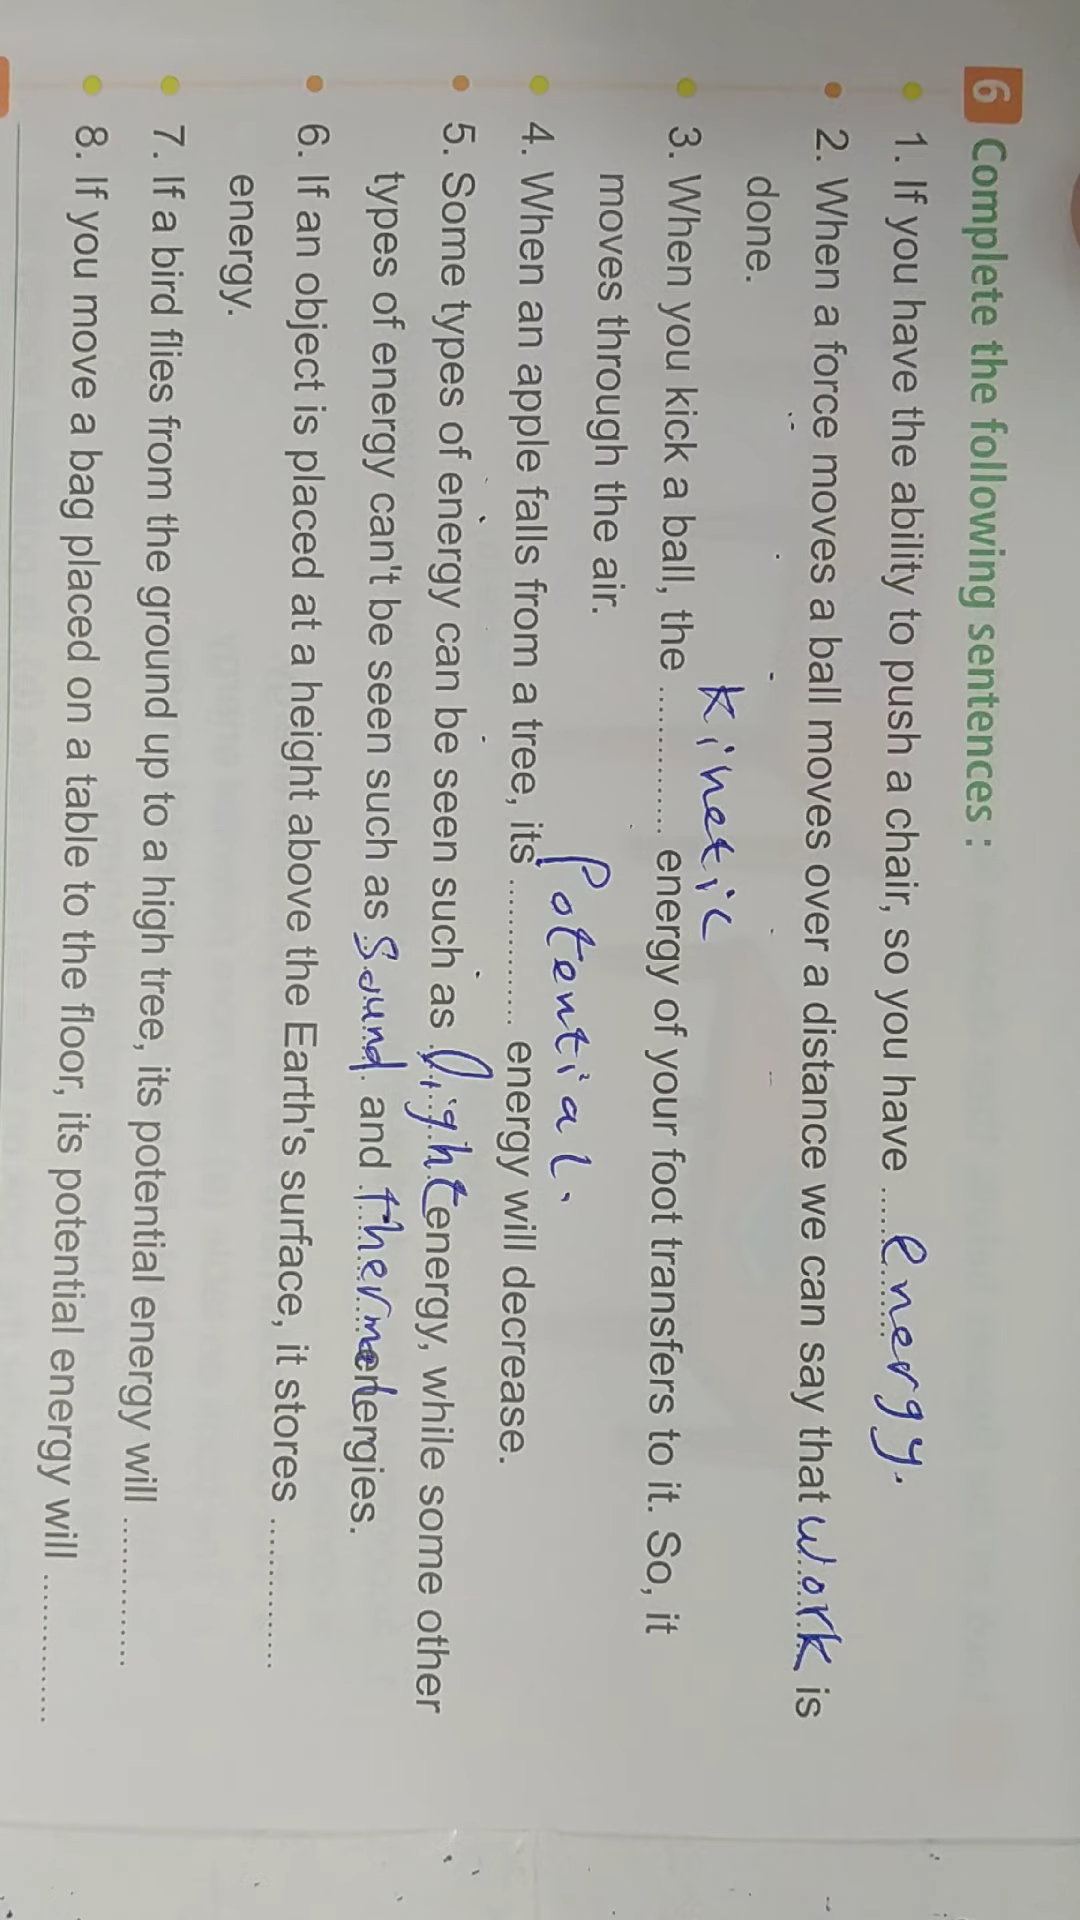 6 Complete the following sentences :
1. If you have the ability to push a chair, so you have ........... energy.
2. When a force moves a ball moves over a distance we can say that work is
done.
3. When you kick a ball, the ............ energy of your foot transfers to it. So, it
kinetic
moves through the air.
4. When an apple falls from a tree, its ............ energy will decrease.
Potential.
5. Some types of energy can be seen such as light energy, while some other
types of energy can't be seen such as Sound and thermal energies.
6. If an object is placed at a height above the Earth's surface, it stores ............
energy.
7. If a bird flies from the ground up to a high tree, its potential energy will ............
8. If you move a bag placed on a table to the floor, its potential energy will ............